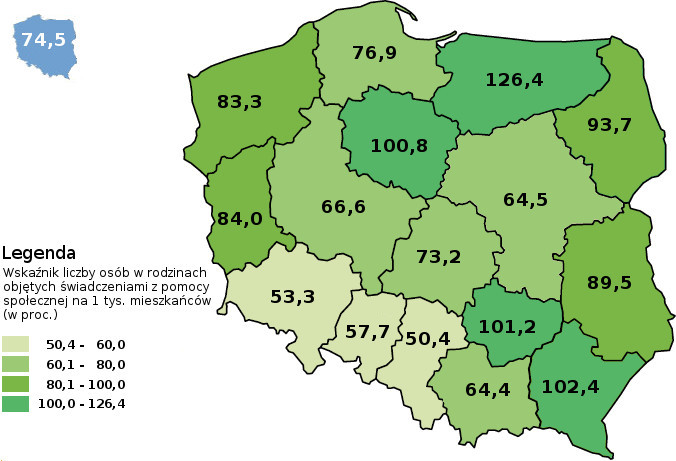 74,5
76,9
126,4
83,3
93,7
100,8
66,6
64,5
84,0
73,2
89,5
Legenda
Wskaźnik liczby osób w rodzinach
objętych świadczeniami z pomocy
społecznej na 1 tys. mieszkańców
(w proc.)
53,3
57,7
50,4
101,2
64,4
102,4
50,4 - 60,0
60,1 - 80,0
80,1 - 100,0
100,0 - 126,4